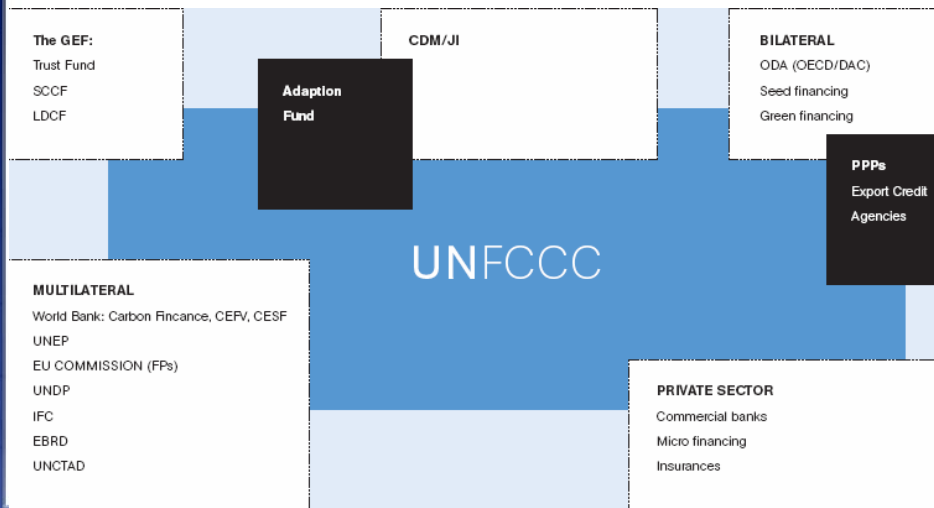 The GEF:
Trust Fund
SCCF
LDCF
Adaption
Fund
CDM/JI
BILATERAL
ODA (OECD/DAC)
Seed financing
Green financing
PPPs
Export Credit
Agencies
UNFCCC
MULTILATERAL
World Bank: Carbon Fincance, CEFV, CESF
UNEP
EU COMMISSION (FPs)
UNDP
IFC
EBRD
UNCTAD
PRIVATE SECTOR
Commercial banks
Micro financing
Insurances